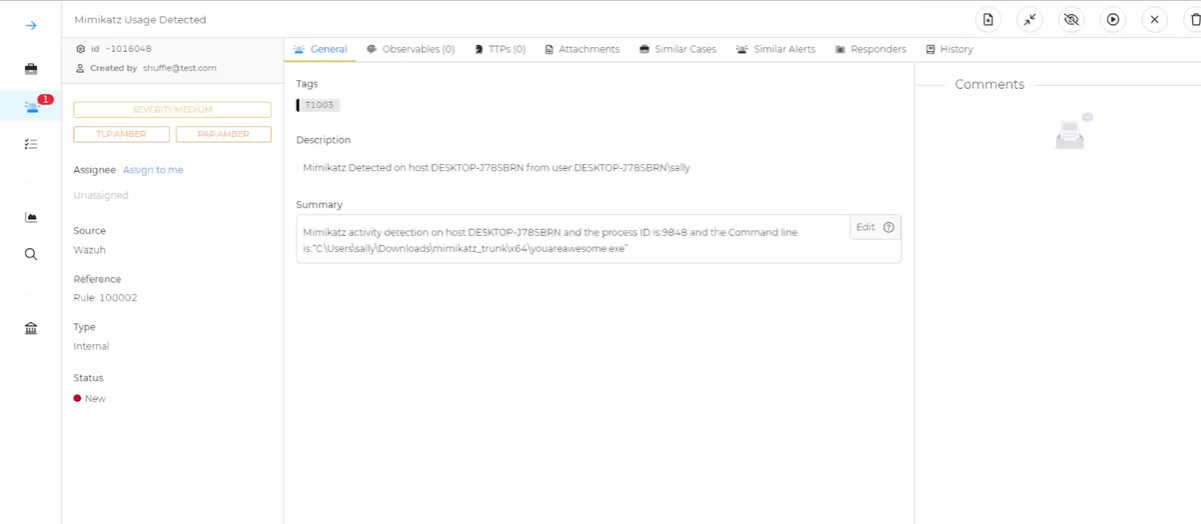 Mimikatz Usage Detected
id ~1016048
Created by shuffle@test.com
General
Observables (0)
TTPs (0)
Attachments
Similar Cases
Similar Alerts
Responders
History
1
SEVERITY:MEDIUM
TLP:AMBER
PAP:AMBER
Assignee Assign to me
Unassigned
Source
Wazuh
Reference
Rule: 100002
Type
Internal
Status
New
Tags
T1003
Description
Mimikatz Detected on host:DESKTOP-J78SBRN from user:DESKTOP-J78SBRN\sally
Summary
Mimikatz activity detection on host:DESKTOP-J78SBRN and the process ID is:9848 and the Command line
is:"C:\Users\sally\Downloads\mimikatz_trunk\x64\youareawesome.exe"
Edit
Comments